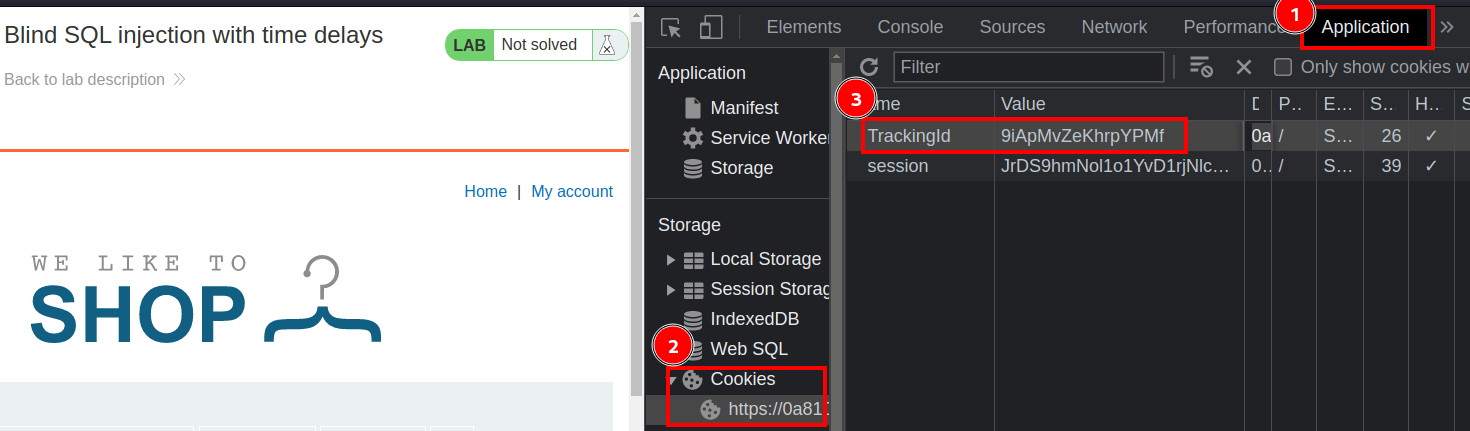 Blind SQL injection with time delays
LAB Not solved
Back to lab description
Home | My account
WE LIKE TO
SHOP
1
Elements Console Sources Network Performance Application
Application
Manifest
Service Worke
Storage
Storage
Local Storage
Session Storag
IndexedDB
Web SQL
2
Cookies
https://0a81
Filter
Only show cookies w
3
me Value D P... E... S... H... S
TrackingId 9iApMvZeKhrpYPMf 0a / S... 26 ✓
session JrDS9hmNol1o1YvD1rjNlc... 0. / S... 39 ✓